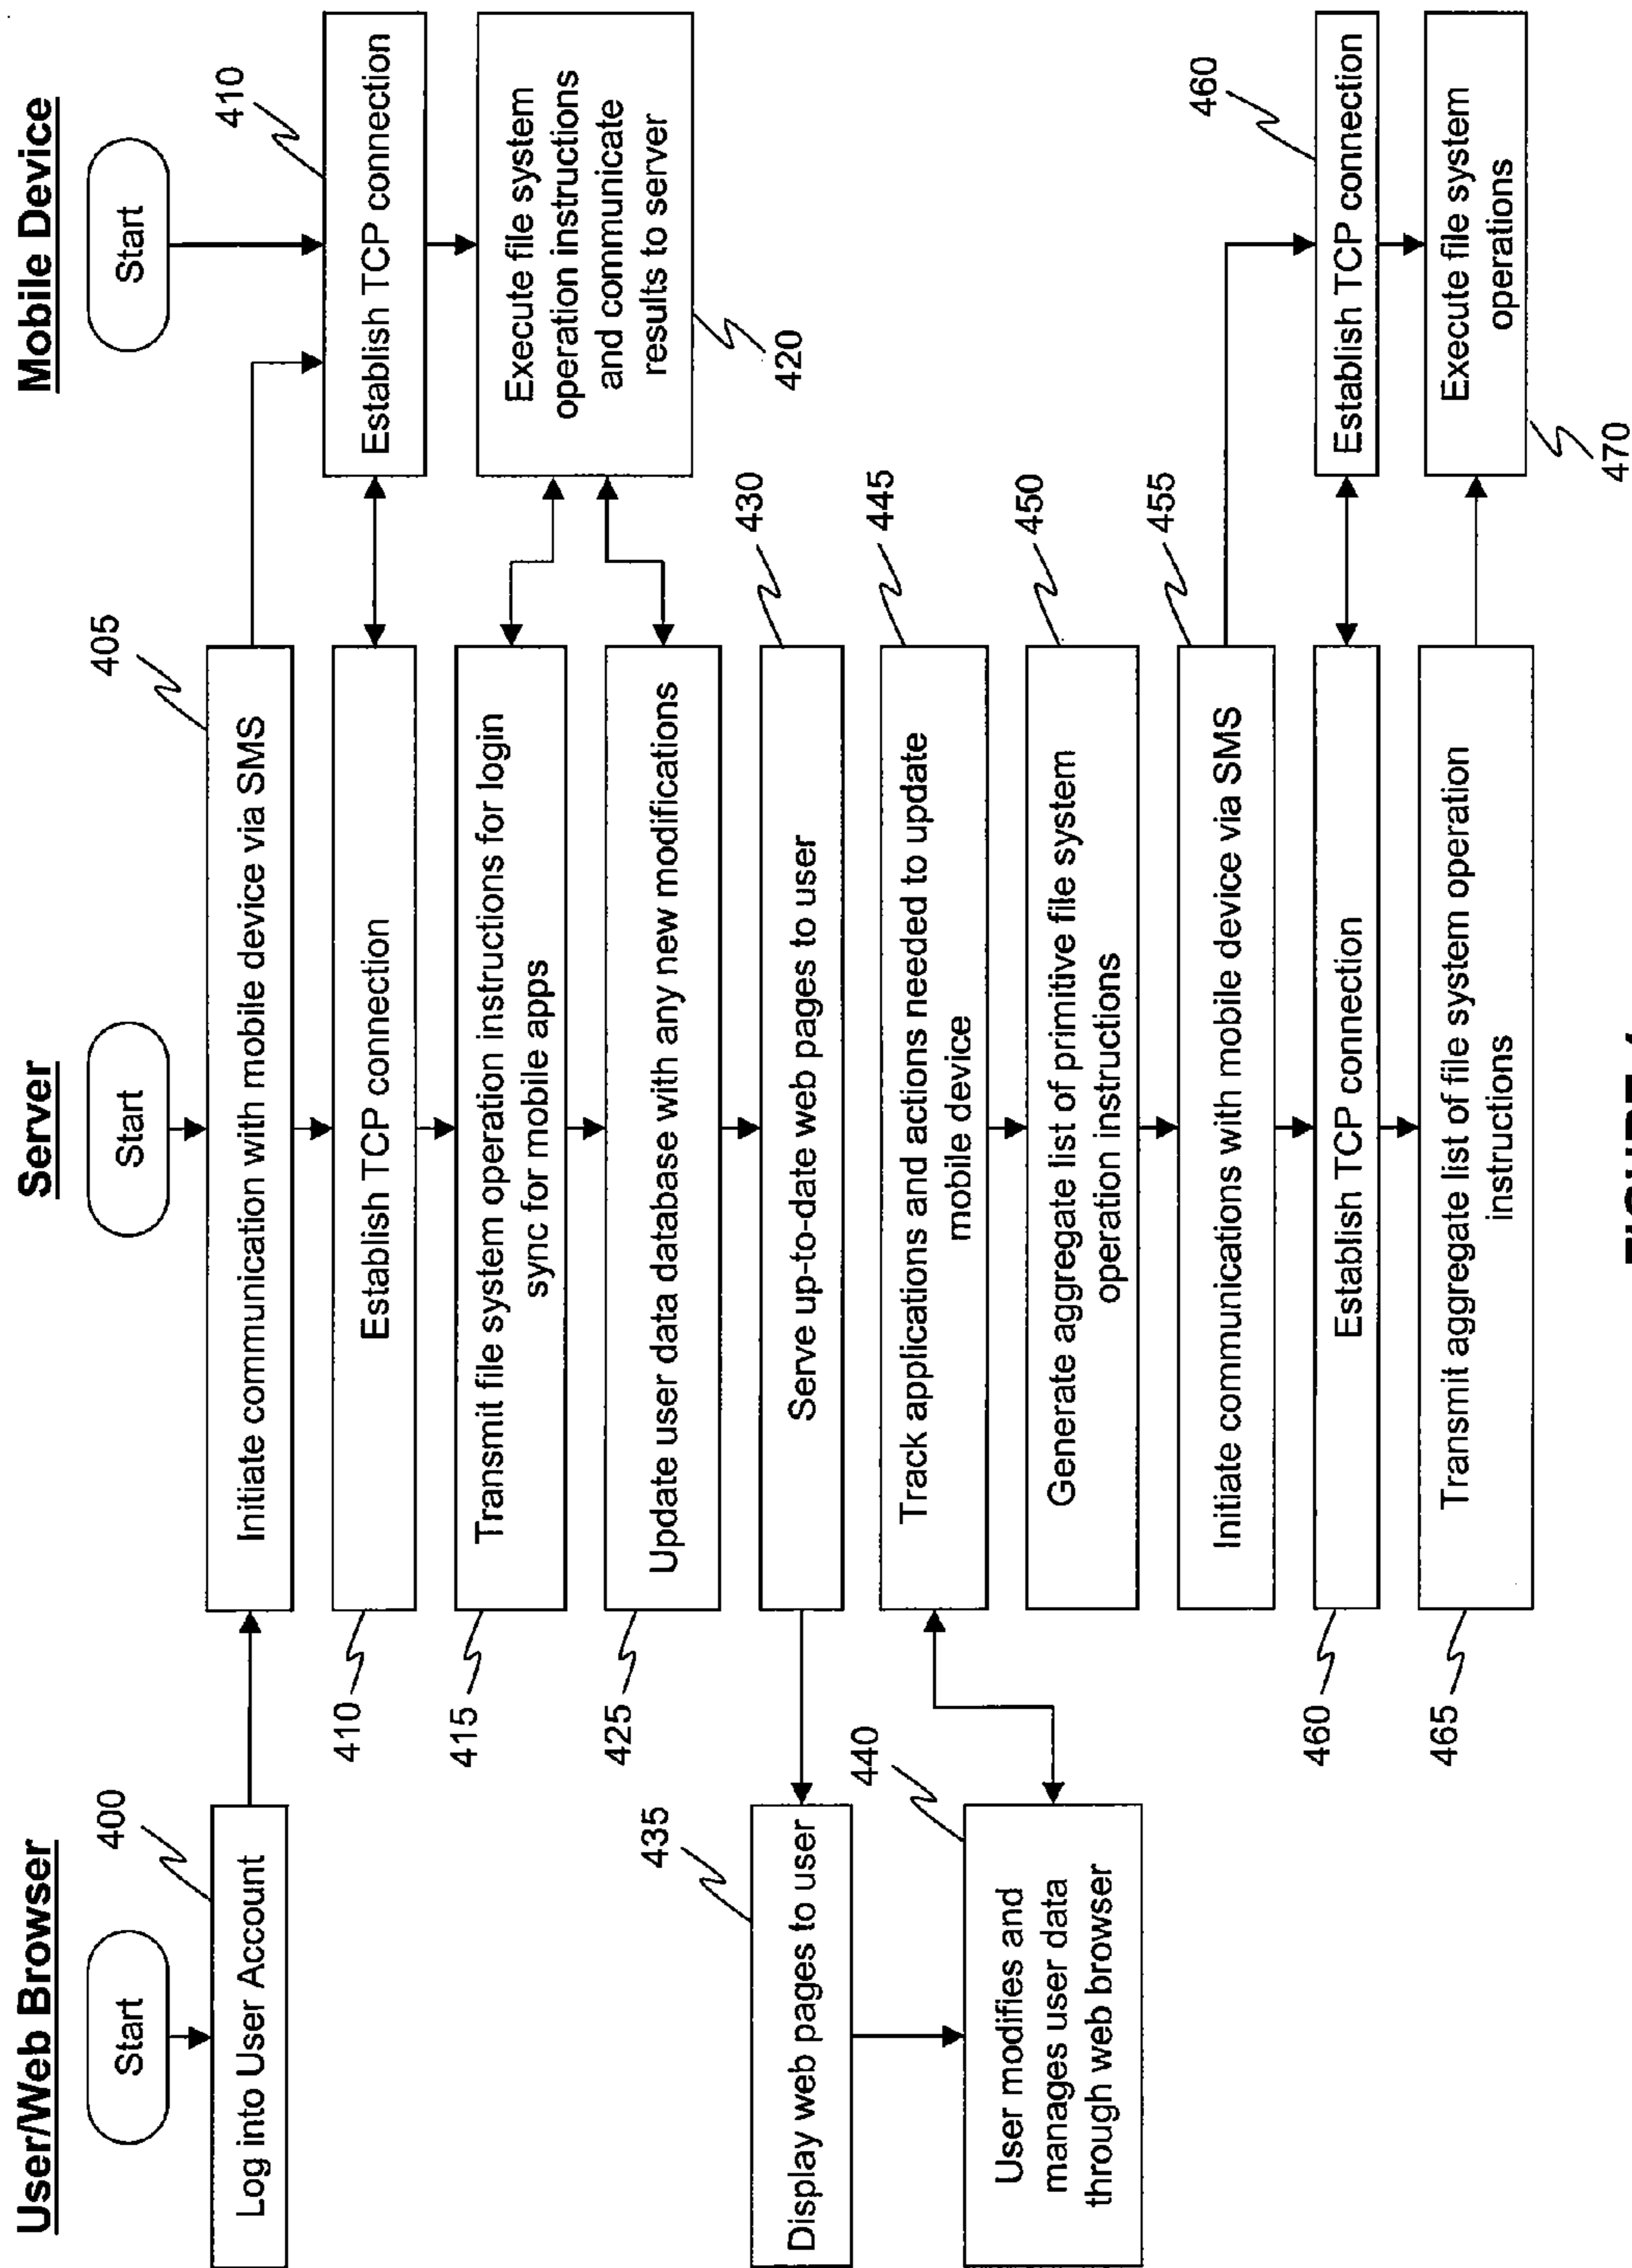 User/Web Browser
Start
400
Log into User Account
435
Display web pages to user
440
User modifies and
manages user data
through web browser
Server
Start
405
Initiate communication with mobile device via SMS
410
Establish TCP connection
415
Transmit file system operation instructions for login
sync for mobile apps
425
Update user data database with any new modifications
430
Serve up-to-date web pages to user
445
Track applications and actions needed to update
mobile device
450
Generate aggregate list of primitive file system
operation instructions
455
Initiate communications with mobile device via SMS
460
Establish TCP connection
465
Transmit aggregate list of file system operation
instructions
Mobile Device
Start
410
Establish TCP connection
420
Execute file system
operation instructions
and communicate
results to server
460
Establish TCP connection
470
Execute file system
operations